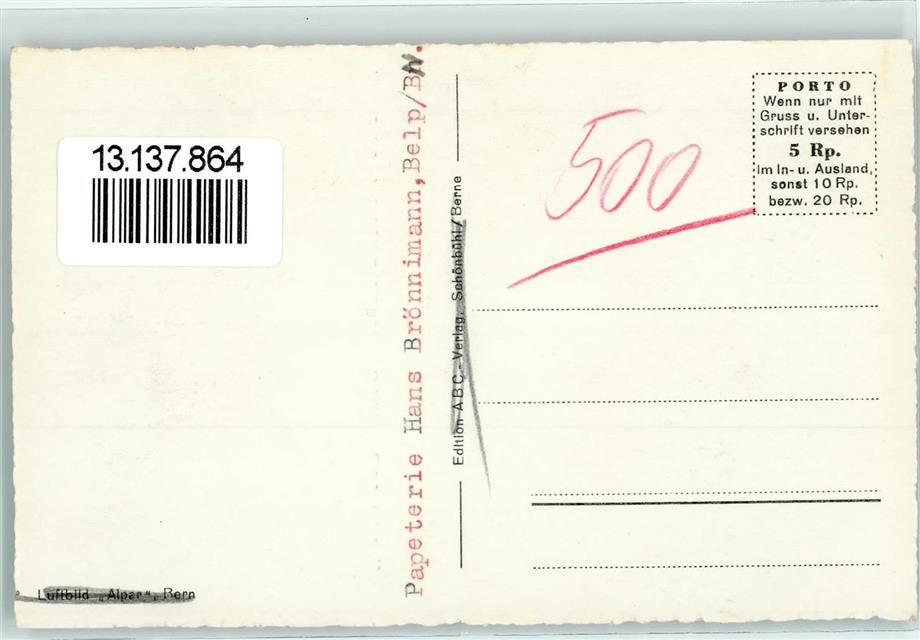 13.137.864
Papeterie Hans Brönnimann, Belp/BN.
Edition ABC-Verlag, Schönbühl / Berne
500
PORTO
Wenn nur mit
Gruss u. Unter-
schrift versehen
5 Rp.
im In- u. Ausland,
sonst 10 Rp.
bezw. 20 Rp.
Luftbild „Alpar", Bern